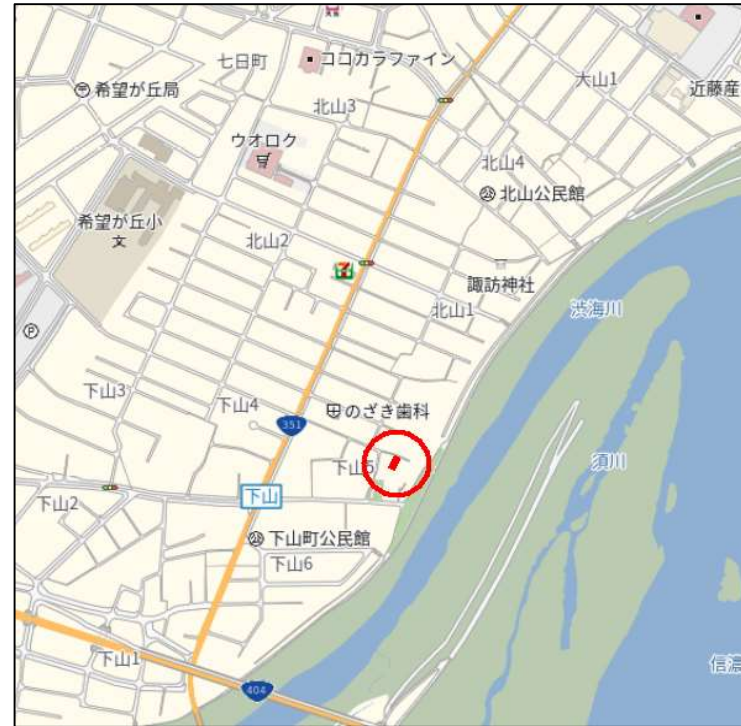 七日町
ココカラファイン
大山1
希望が丘局
近藤産
北山3
ウオロク
北山4
北山公民館
希望が丘小
文
北山2
7
諏訪神社
渋海川
北山1
P
下山3
下山4
のざき歯科
351
下山5
須川
下山2
下山
下山町公民館
下山6
下山1
信濃
404